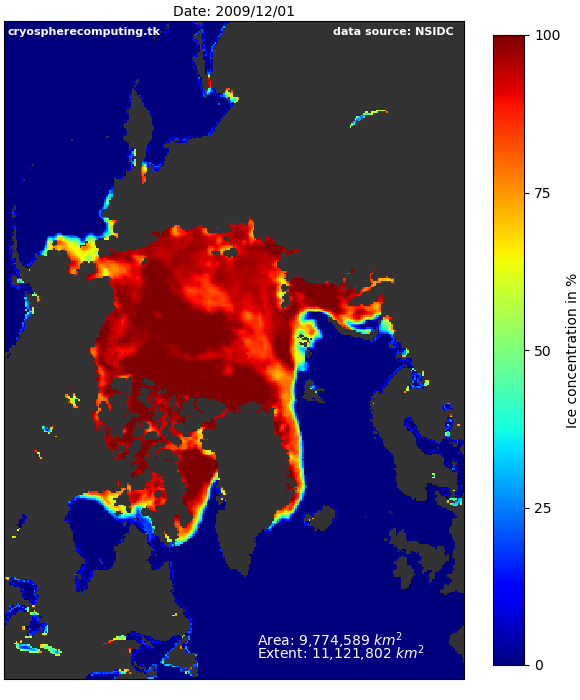 Date: 2009/12/01
cryospherecomputing.tk data source: NSIDC
100
75
50
25
0
Ice concentration in %
Area: 9,774,589 km²
Extent: 11,121,802 km²